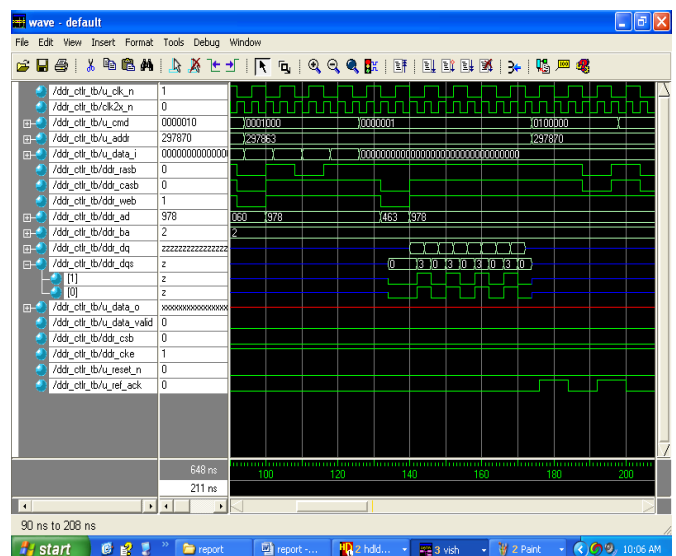 wave - default
File Edit View Insert Format Tools Debug Window
/ddr_ctlr_tb/u_clk_n 1
/ddr_ctlr_tb/clk2x_n 0
/ddr_ctlr_tb/u_cmd 0000010 0001000 0000001 0100000
/ddr_ctlr_tb/u_addr 297870 297863 297870
/ddr_ctlr_tb/u_data_i 0000000000000 00000000000000000000000000000000
/ddr_ctlr_tb/ddr_rasb 0
/ddr_ctlr_tb/ddr_casb 0
/ddr_ctlr_tb/ddr_web 1
/ddr_ctlr_tb/ddr_ad 978 060 978 463 978
/ddr_ctlr_tb/ddr_ba 2 2
/ddr_ctlr_tb/ddr_dq zzzzzzzzzzzzzzzz
/ddr_ctlr_tb/ddr_dqs z 0 3 0 3 0 3 0 3 0
[1] z
[0] z
/ddr_ctlr_tb/u_data_o xxxxxxxxxxxxxxxx
/ddr_ctlr_tb/u_data_valid 0
/ddr_ctlr_tb/ddr_csb 0
/ddr_ctlr_tb/ddr_cke 1
/ddr_ctlr_tb/u_reset_n 0
/ddr_ctlr_tb/u_ref_ack 0
648 ns 100 120 140 160 180 200
211 ns
90 ns to 208 ns
start report report -... 2 hdld... 3 vish 2 Paint 10:06 AM